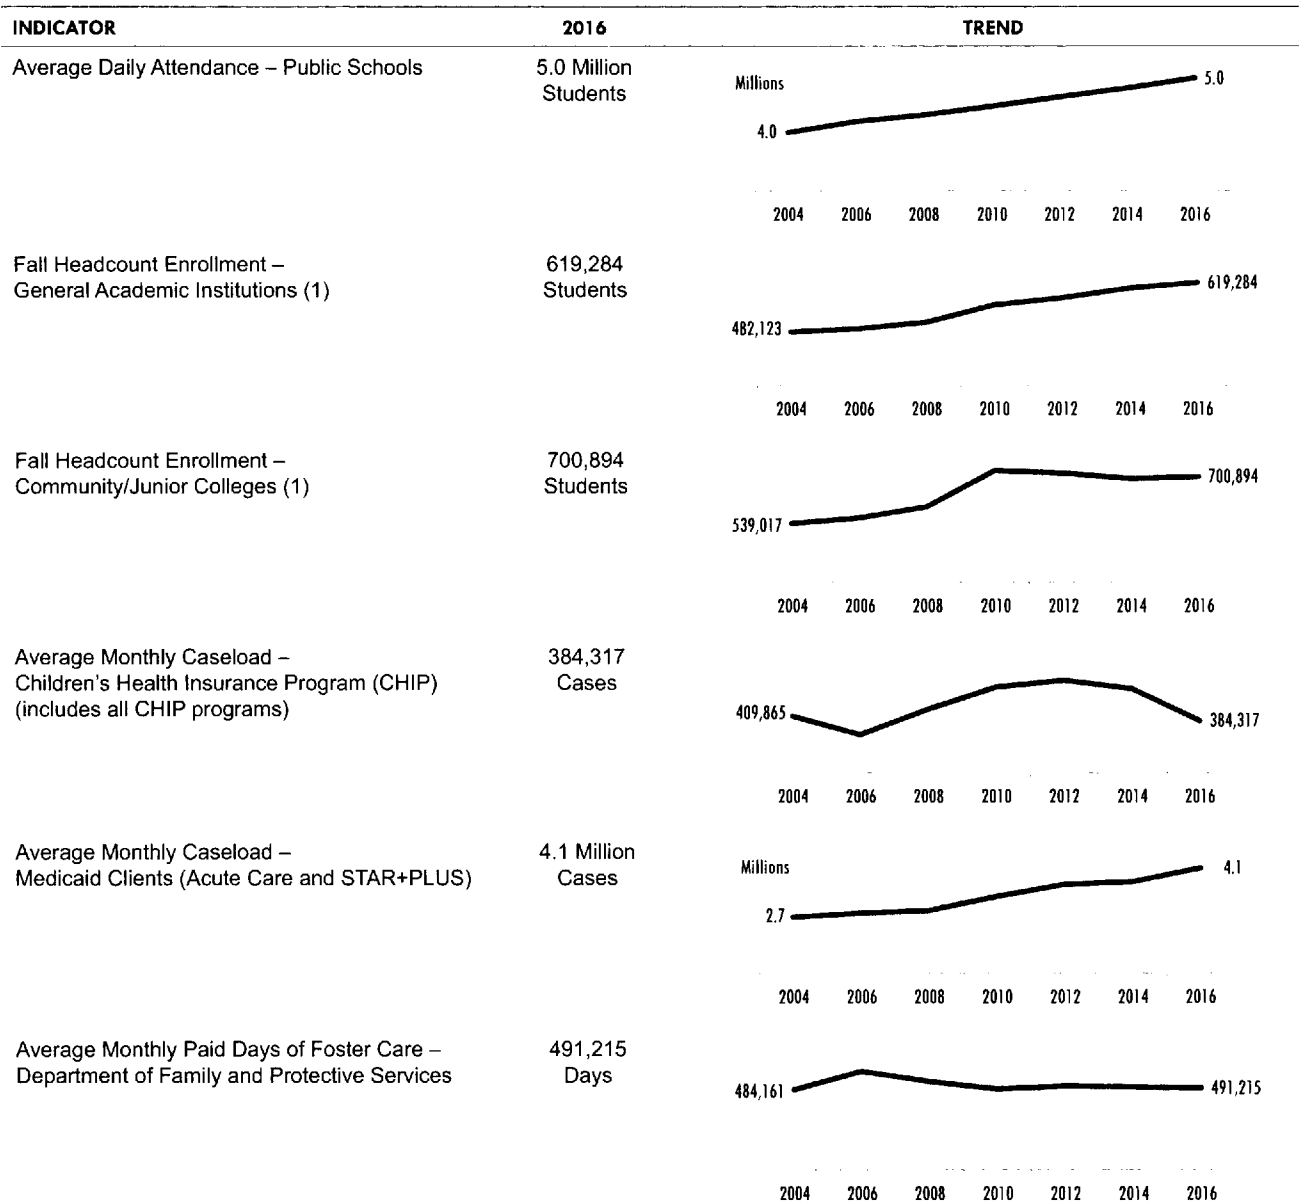 INDICATOR 2016 TREND
Average Daily Attendance – Public Schools 5.0 Million
Students
Millions
5.0
4.0
2004 2006 2008 2010 2012 2014 2016
Fall Headcount Enrollment – 619,284
General Academic Institutions (1) Students
619,284
482,123
2004 2006 2008 2010 2012 2014 2016
Fall Headcount Enrollment – 700,894
Community/Junior Colleges (1) Students
700,894
539,017
2004 2006 2008 2010 2012 2014 2016
Average Monthly Caseload – 384,317
Children's Health Insurance Program (CHIP) Cases
(includes all CHIP programs)
409,865
384,317
2004 2006 2008 2010 2012 2014 2016
Average Monthly Caseload – 4.1 Million
Medicaid Clients (Acute Care and STAR+PLUS) Cases
Millions
4.1
2.7
2004 2006 2008 2010 2012 2014 2016
Average Monthly Paid Days of Foster Care – 491,215
Department of Family and Protective Services Days
484,161
491,215
2004 2006 2008 2010 2012 2014 2016